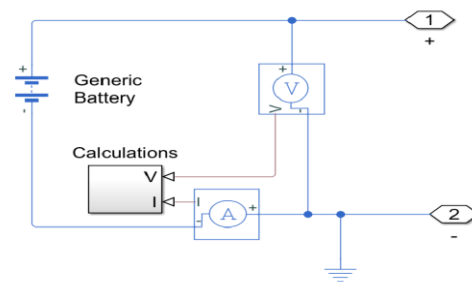 1
+
+
Generic
Battery
-
+
V
V
-
Calculations
V
I
I
-
A
+
2
-